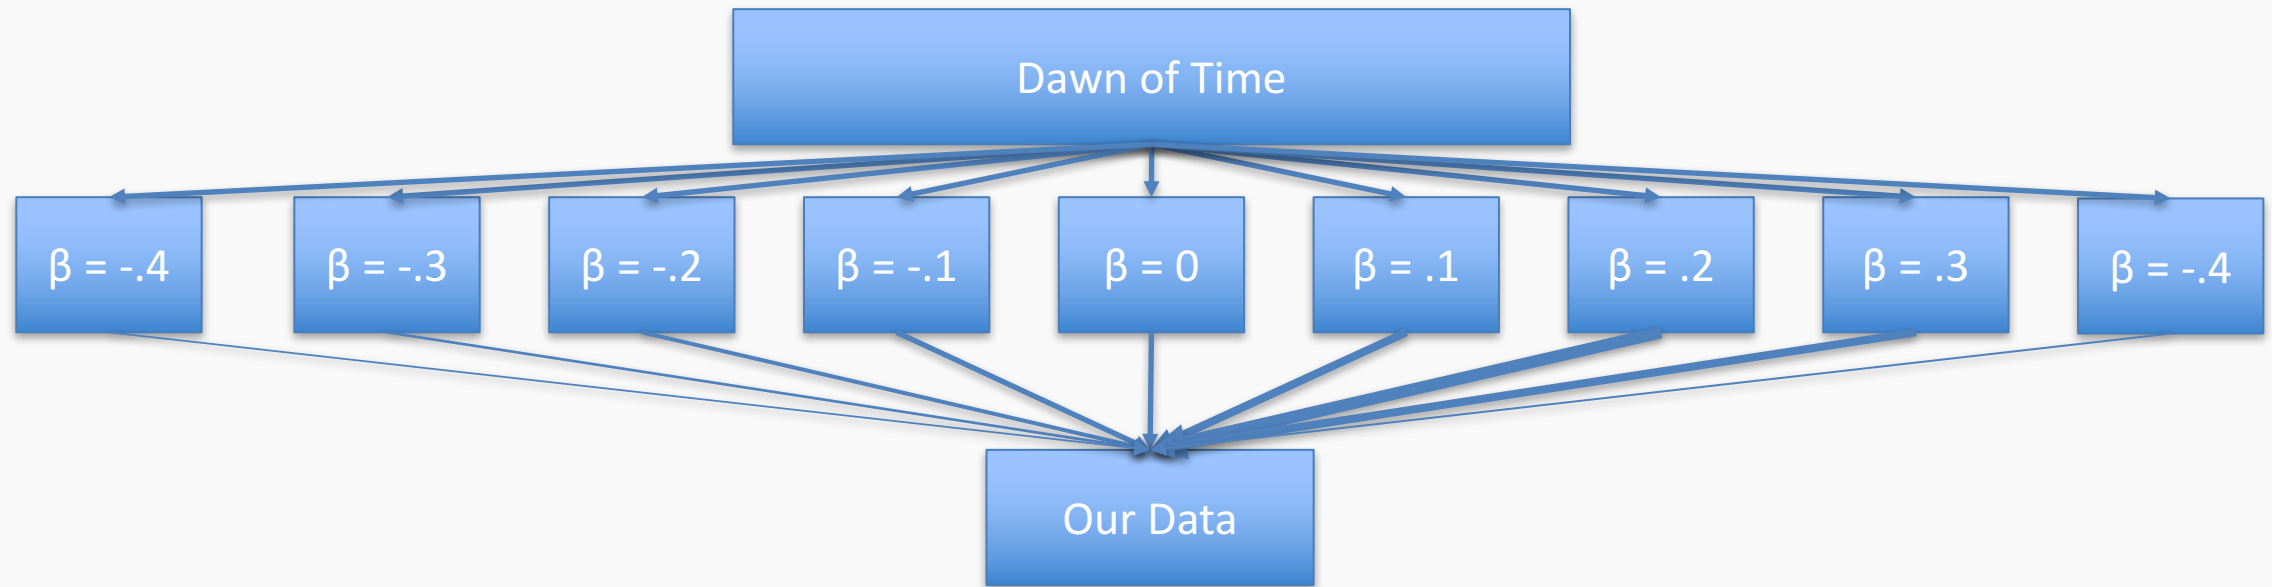 Dawn of Time
β = -.4
β = -.3
β = -.2
β = -.1
β = 0
β = .1
β = .2
β = .3
β = -.4
Our Data